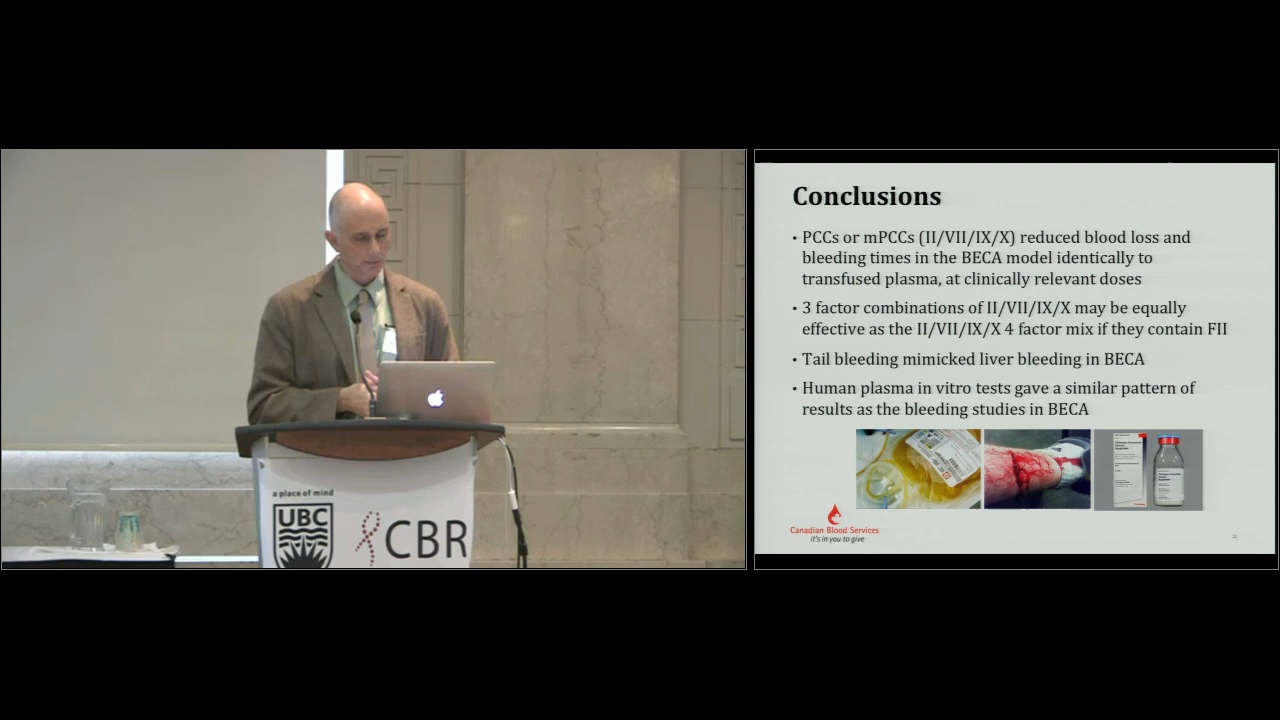 a place of mind
UBC
CBR
Conclusions
• PCCs or mPCCs (II/VII/IX/X) reduced blood loss and
bleeding times in the BECA model identically to
transfused plasma, at clinically relevant doses
• 3 factor combinations of II/VII/IX/X may be equally
effective as the II/VII/IX/X 4 factor mix if they contain FII
• Tail bleeding mimicked liver bleeding in BECA
• Human plasma in vitro tests gave a similar pattern of
results as the bleeding studies in BECA
Canadian Blood Services
it's in you to give